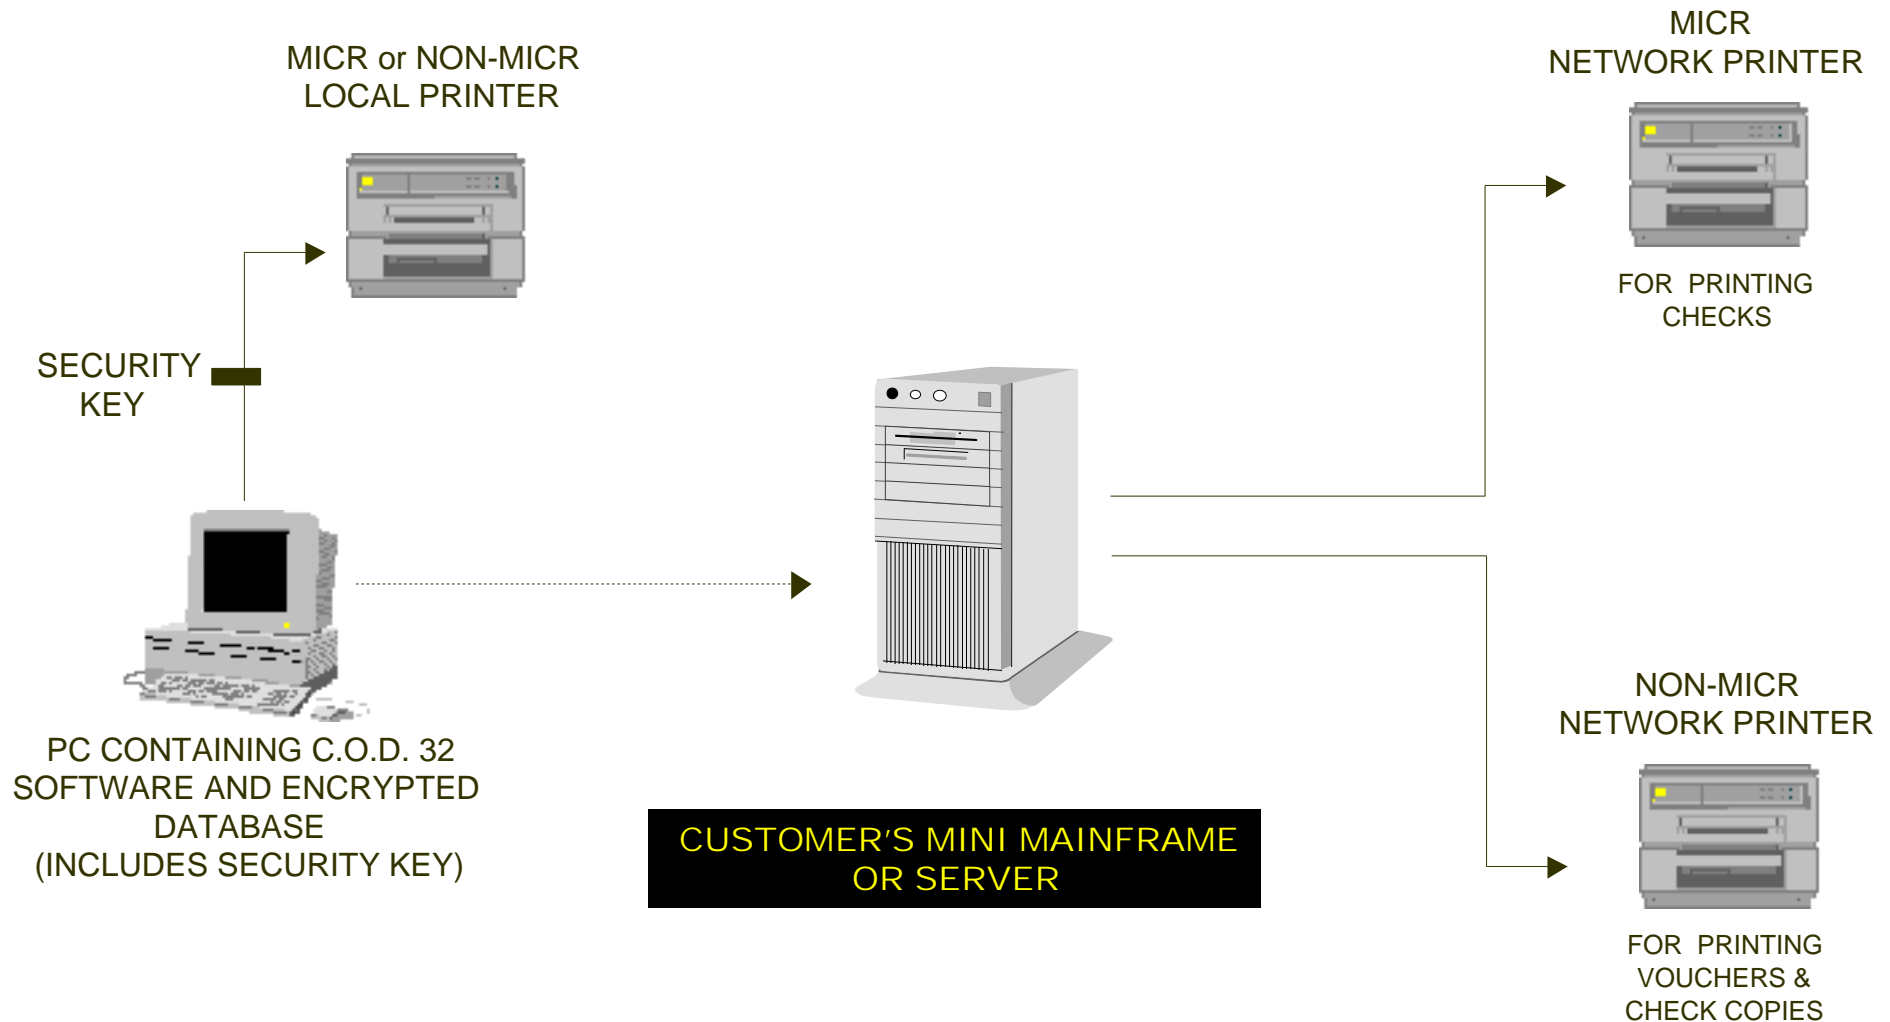 MICR or NON-MICR
LOCAL PRINTER
MICR
NETWORK PRINTER
FOR PRINTING
CHECKS
SECURITY
KEY
PC CONTAINING C.O.D. 32
SOFTWARE AND ENCRYPTED
DATABASE
(INCLUDES SECURITY KEY)
CUSTOMER'S MINI MAINFRAME
OR SERVER
NON-MICR
NETWORK PRINTER
FOR PRINTING
VOUCHERS &
CHECK COPIES